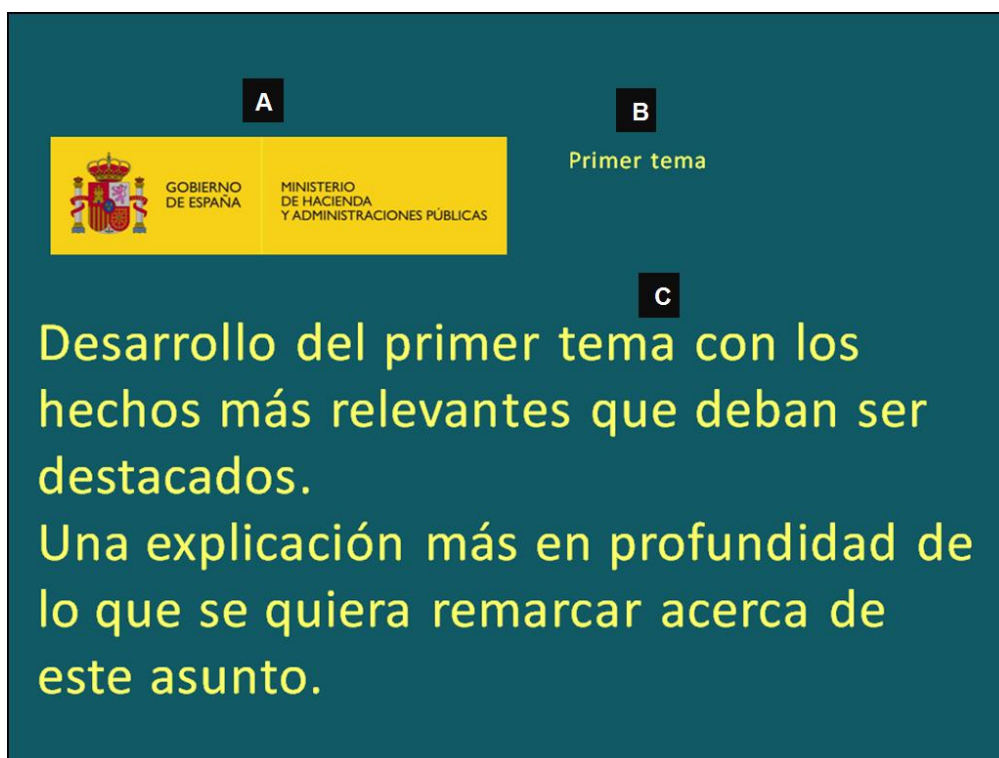 A
B
Primer tema
GOBIERNO
DE ESPAÑA
MINISTERIO
DE HACIENDA
Y ADMINISTRACIONES PÚBLICAS
C
Desarrollo del primer tema con los
hechos más relevantes que deban ser
destacados.
Una explicación más en profundidad de
lo que se quiera remarcar acerca de
este asunto.